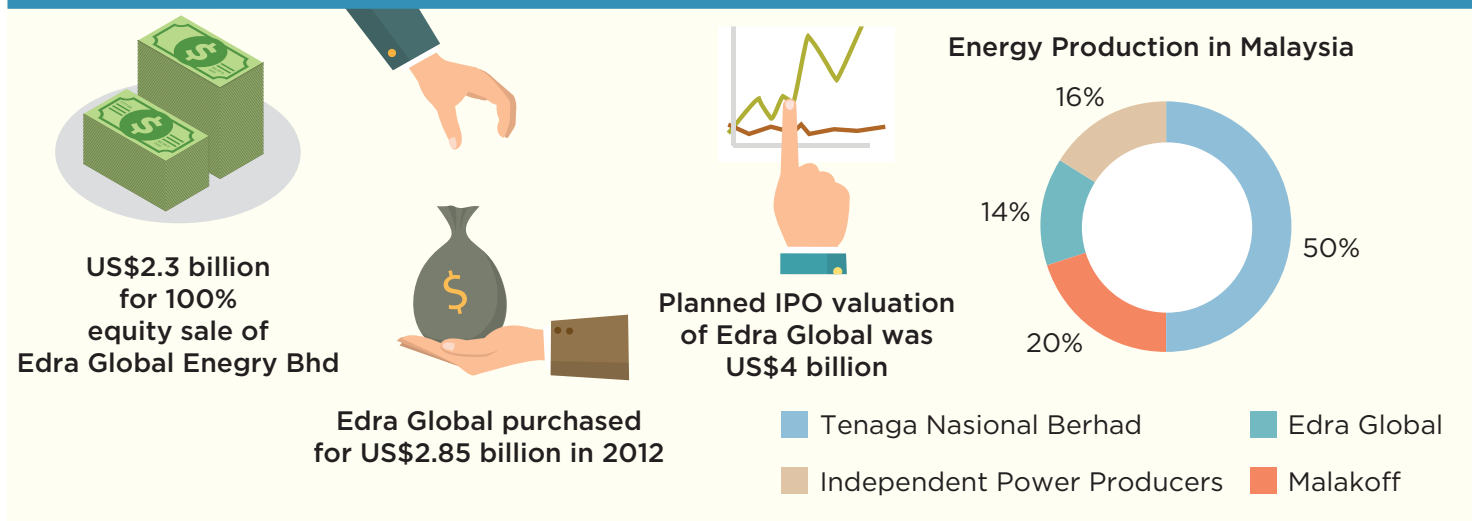 US$2.3 billion
for 100%
equity sale of
Edra Global Enegry Bhd
$
$
$
Edra Global purchased
for US$2.85 billion in 2012
Planned IPO valuation
of Edra Global was
US$4 billion
Energy Production in Malaysia
16%
14%
50%
20%
Tenaga Nasional Berhad
Edra Global
Independent Power Producers
Malakoff